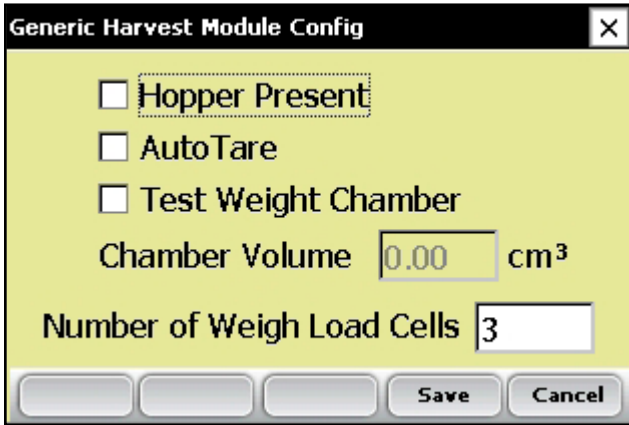 Generic Harvest Module Config
Hopper Present
AutoTare
Test Weight Chamber
Chamber Volume 0.00 cm³
Number of Weigh Load Cells 3
Save Cancel